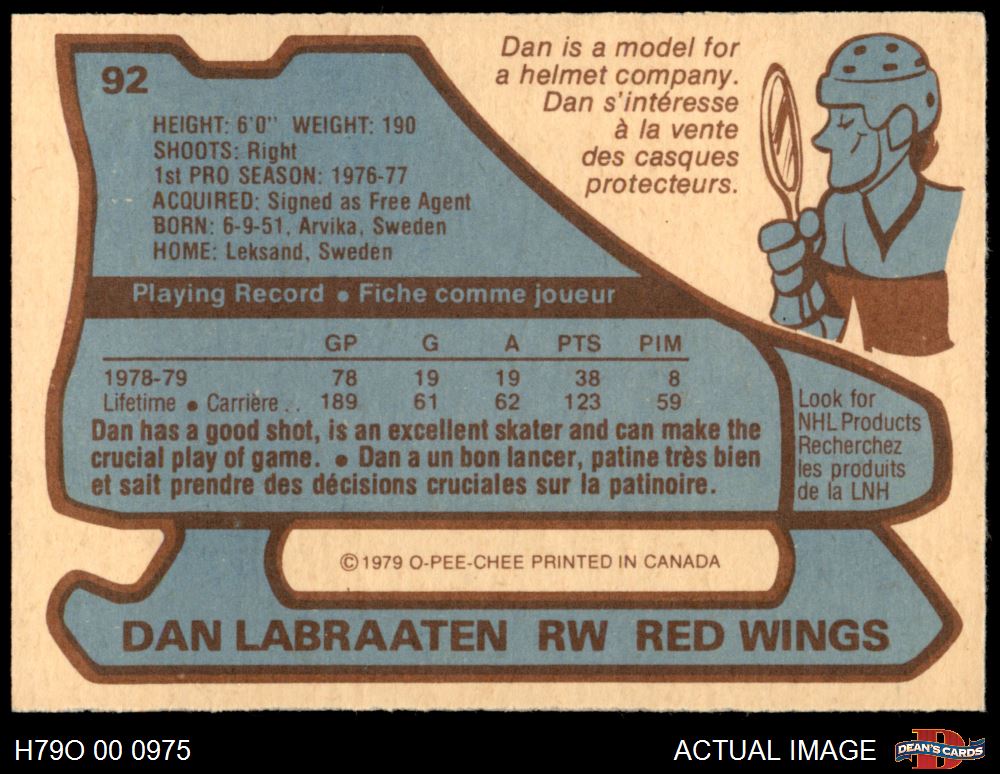 92
HEIGHT: 6'0" WEIGHT: 190
SHOOTS: Right
1st PRO SEASON: 1976-77
ACQUIRED: Signed as Free Agent
BORN: 6-9-51, Arvika, Sweden
HOME: Leksand, Sweden
Dan is a model for
a helmet company.
Dan s'intéresse
à la vente
des casques
protecteurs.
Playing Record • Fiche comme joueur
GP G A PTS PIM
1978-79 78 19 19 38 8
Lifetime • Carrière . . 189 61 62 123 59
Dan has a good shot, is an excellent skater and can make the
crucial play of game. • Dan a un bon lancer, patine très bien
et sait prendre des décisions cruciales sur la patinoire.
Look for
NHL Products
Recherchez
les produits
de la LNH
© 1979 O-PEE-CHEE PRINTED IN CANADA
DAN LABRAATEN RW RED WINGS
H79O 00 0975
ACTUAL IMAGE
D
DEAN'S CARDS